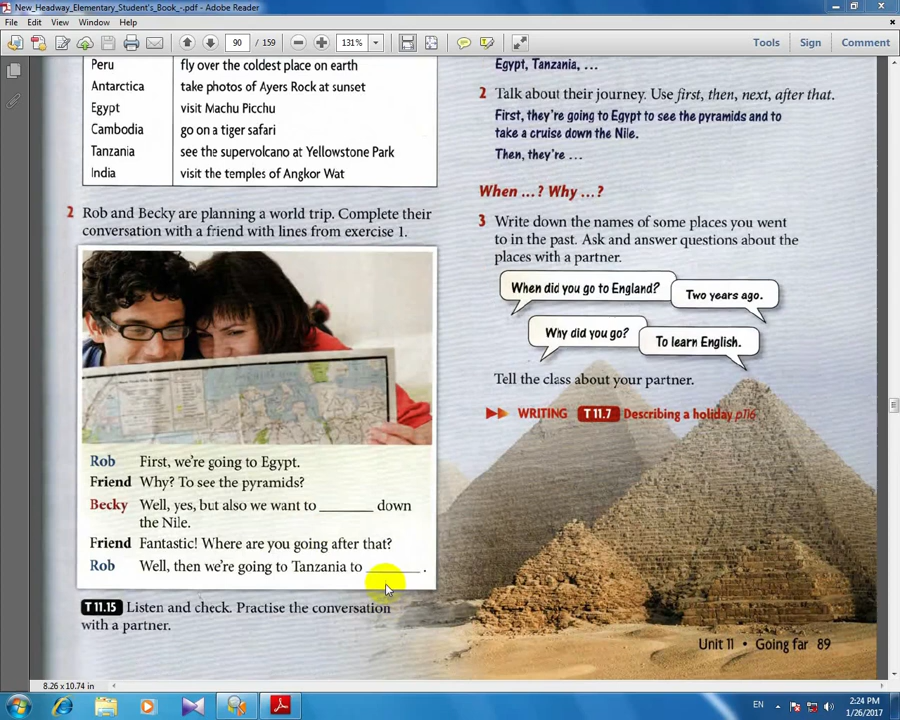 New_Headway_Elementary_Student's_Book_-.pdf - Adobe Reader
File Edit View Window Help
90 / 159 131% Tools Sign Comment
Peru fly over the coldest place on earth
Antarctica take photos of Ayers Rock at sunset
Egypt visit Machu Picchu
Cambodia go on a tiger safari
Tanzania see the supervolcano at Yellowstone Park
India visit the temples of Angkor Wat
2 Rob and Becky are planning a world trip. Complete their
conversation with a friend with lines from exercise 1.
Rob First, we're going to Egypt.
Friend Why? To see the pyramids?
Becky Well, yes, but also we want to ________ down
the Nile.
Friend Fantastic! Where are you going after that?
Rob Well, then we're going to Tanzania to ________ .
T 11.15 Listen and check. Practise the conversation
with a partner.
Egypt, Tanzania, ...
2 Talk about their journey. Use first, then, next, after that.
First, they're going to Egypt to see the pyramids and to
take a cruise down the Nile.
Then, they're ...
When ...? Why ...?
3 Write down the names of some places you went
to in the past. Ask and answer questions about the
places with a partner.
When did you go to England?
Two years ago.
Why did you go?
To learn English.
Tell the class about your partner.
WRITING T 11.7 Describing a holiday p116
Unit 11 • Going far 89
8.26 x 10.74 in
EN 2:24 PM
1/26/2017